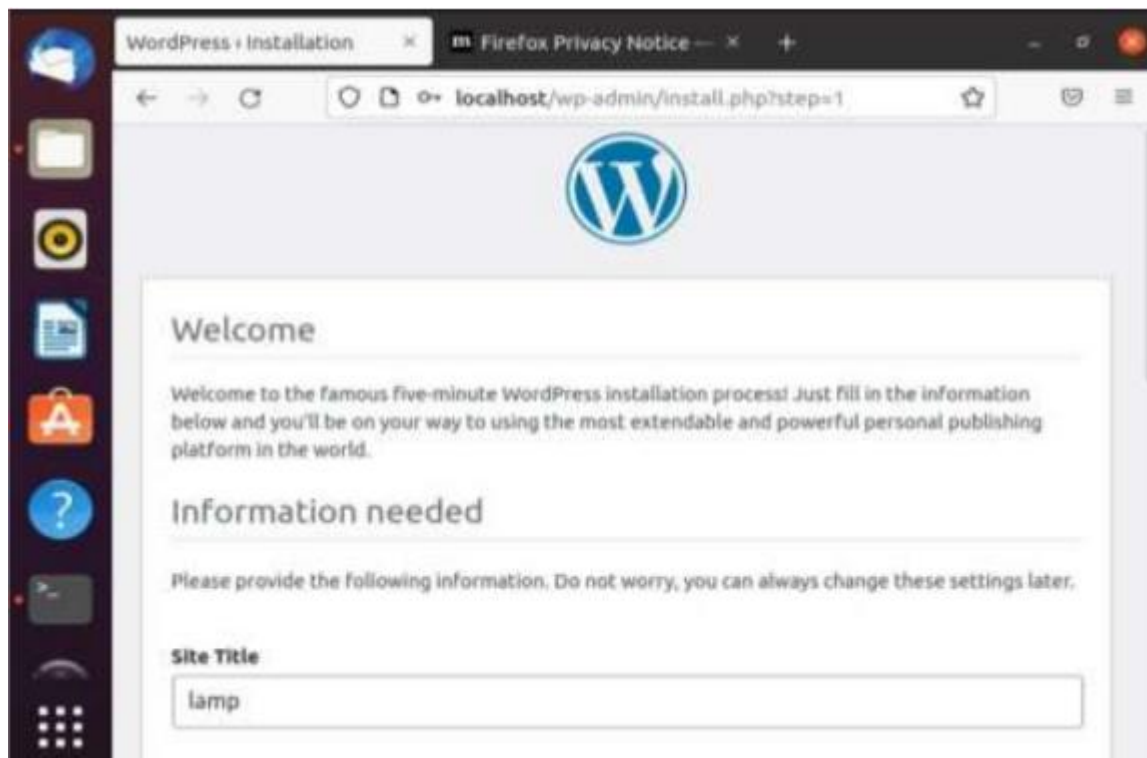 WordPress › Installation
Firefox Privacy Notice —
localhost/wp-admin/install.php?step=1
Welcome
Welcome to the famous five-minute WordPress installation process! Just fill in the information
below and you'll be on your way to using the most extendable and powerful personal publishing
platform in the world.
Information needed
Please provide the following information. Do not worry, you can always change these settings later.
Site Title
lamp